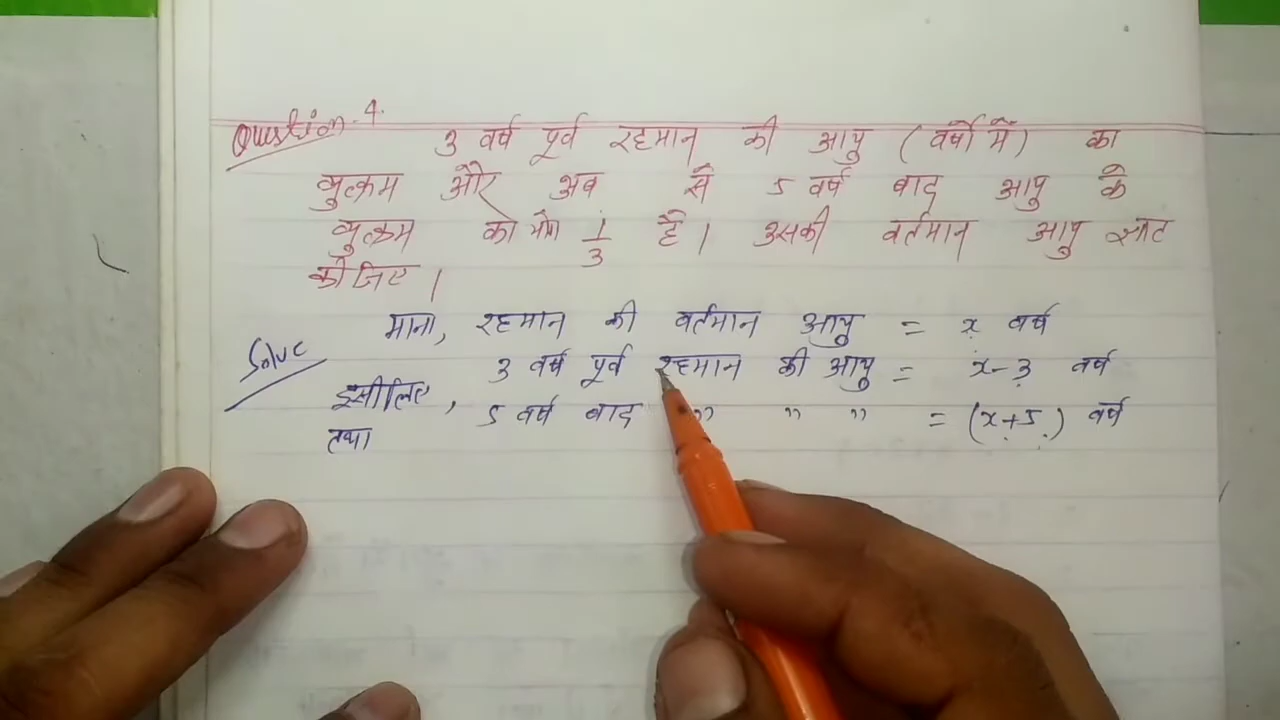 Question-4.
3 वर्ष पूर्व रहमान की आयु (वर्षों में) का
व्युत्क्रम और अब से 5 वर्ष बाद आयु के
व्युत्क्रम को योग 1/3 है। उसकी वर्तमान आयु ज्ञात
कीजिए।
Solve
माना, रहमान की वर्तमान आयु = x वर्ष
इसीलिए, 3 वर्ष पूर्व रहमान की आयु = x-3 वर्ष
तथा 5 वर्ष बाद " " " = (x+5) वर्ष